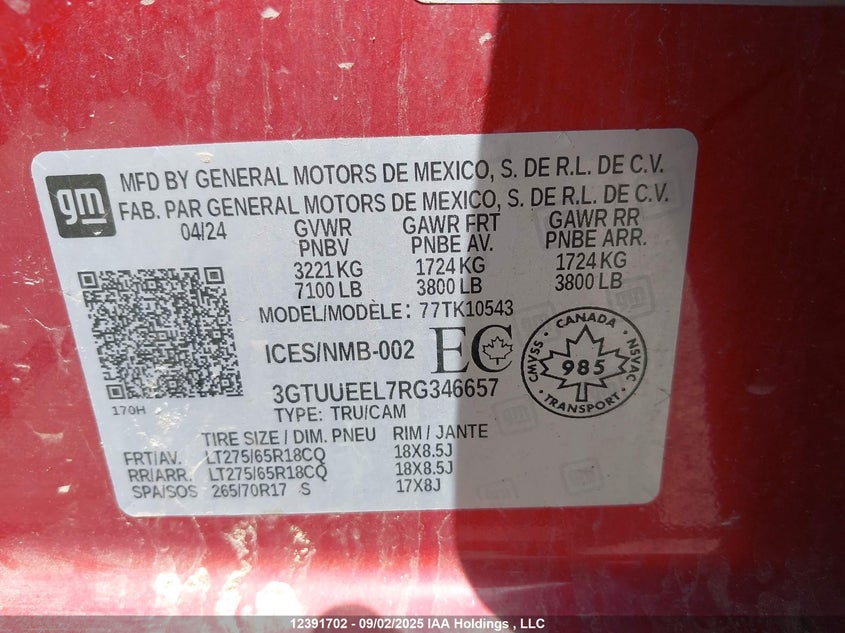 gm
MFD BY GENERAL MOTORS DE MEXICO, S. DE R.L. DE C.V.
FAB. PAR GENERAL MOTORS DE MEXICO, S. DE R.L. DE C.V.
04/24 GVWR GAWR FRT GAWR RR
PNBV PNBE AV. PNBE ARR.
3221 KG 1724 KG 1724 KG
7100 LB 3800 LB 3800 LB
MODEL/MODÈLE: 77TK10543
ICES/NMB-002 EC
CANADA
CMVSS 985 NSVAC
TRANSPORT
3GTUUEEL7RG346657
170H TYPE: TRU/CAM
TIRE SIZE / DIM. PNEU RIM / JANTE
FRT/AV. LT275/65R18CQ 18X8.5J
RR/ARR. LT275/65R18CQ 18X8.5J
SPA/SOS 265/70R17 S 17X8J
12391702 - 09/02/2025 IAA Holdings , LLC